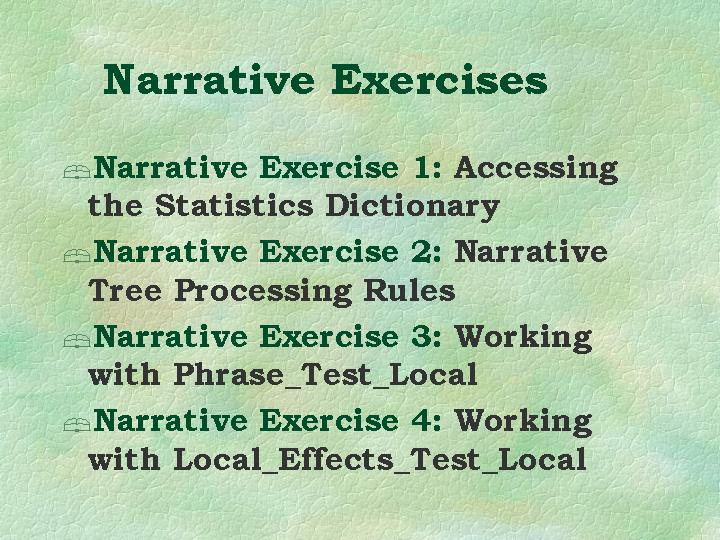 Narrative Exercises
Narrative Exercise 1: Accessing
the Statistics Dictionary
Narrative Exercise 2: Narrative
Tree Processing Rules
Narrative Exercise 3: Working
with Phrase_Test_Local
Narrative Exercise 4: Working
with Local_Effects_Test_Local